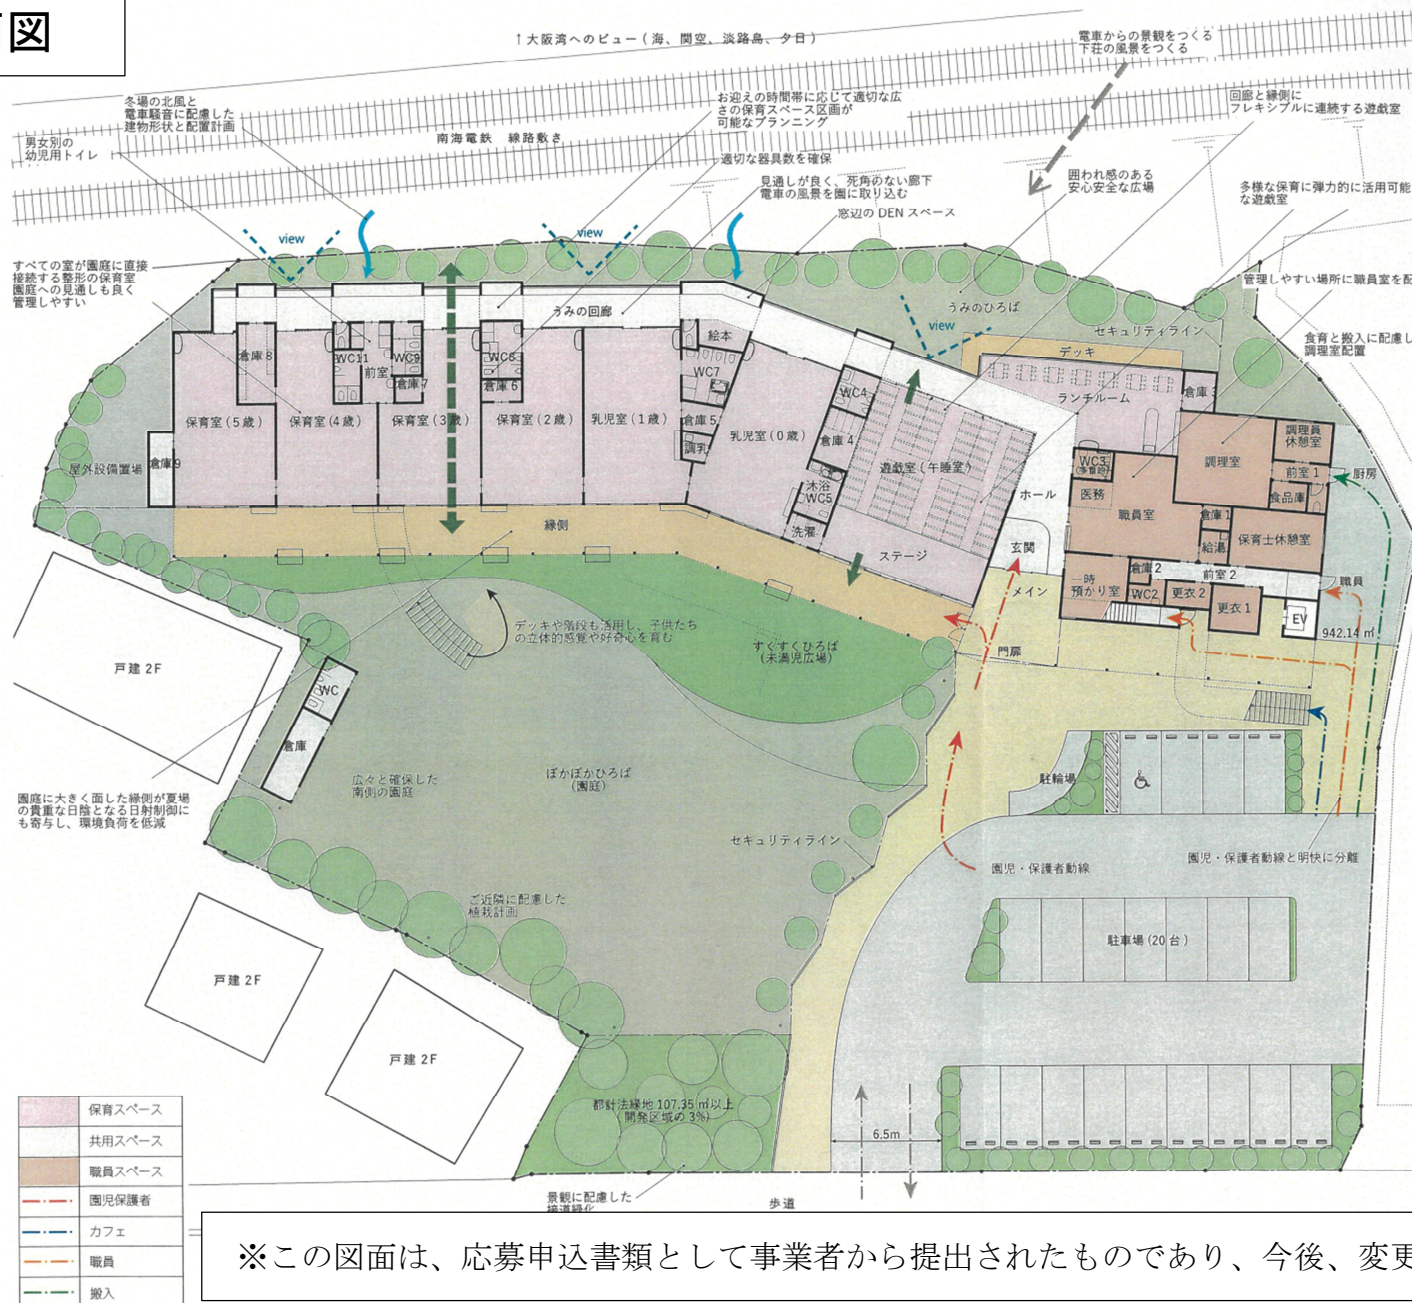 図
↑大阪湾へのビュー(海、関空、淡路島、夕日)
電車からの景観をつくる
下荘の風景をつくる
冬場の北風と
電車騒音に配慮した
建物形状と配置計画
お迎えの時間帯に応じて適切な広
さの保育スペース区画が
可能なプランニング
回廊と縁側に
フレキシブルに連続する遊戯室
男女別の
幼児用トイレ
南海電鉄 線路敷き
適切な器具数を確保
見通しが良く、死角のない廊下
電車の風景を園に取り込む
囲われ感のある
安心安全な広場
多様な保育に弾力的に活用可能
な遊戯室
窓辺の DEN スペース
view
view
すべての室が園庭に直接
接続する整形の保育室
園庭への見通しも良く
管理しやすい
管理しやすい場所に職員室を配
うみの回廊
うみのひろば
view
セキュリティライン
食育と搬入に配慮し
調理室配置
デッキ
絵本
倉庫 8
WC11
前室
WC9
倉庫 7
WC8
倉庫 6
WC7
倉庫 5
調乳
WC4
倉庫 4
ランチルーム
倉庫 3
保育室(5歳)
保育室(4歳)
保育室(3歳)
保育室(2歳)
乳児室(1歳)
乳児室(0歳)
遊戯室(午睡室)
調理員
休憩室
調理室
WC3
(多目的)
前室 1
厨房
屋外設備置場
倉庫9
沐浴
WC5
洗濯
ホール
医務
職員室
食品庫
倉庫1
保育士休憩室
給湯
縁側
ステージ
玄関
倉庫2
前室 2
職員
一時
預かり室
WC2
更衣 2
更衣 1
EV
メイン
942.14 ㎡
デッキや階段も活用し、子供たち
の立体的感覚や好奇心を育む
すくすくひろば
(未満児広場)
門扉
戸建 2F
WC
倉庫
広々と確保した
南側の園庭
ぽかぽかひろば
(園庭)
駐輪場
園庭に大きく面した縁側が夏場
の貴重な日陰となる日射制御に
も寄与し、環境負荷を低減
セキュリティライン
園児・保護者動線
園児・保護者動線と明快に分離
ご近隣に配慮した
植栽計画
駐車場(20台)
戸建 2F
戸建 2F
都計法緑地 107.35 ㎡以上
(開発区域の 3%)
6.5m
保育スペース
共用スペース
職員スペース
園児保護者
カフェ
職員
搬入
景観に配慮した
接道緑化
歩道
※この図面は、応募申込書類として事業者から提出されたものであり、今後、変更